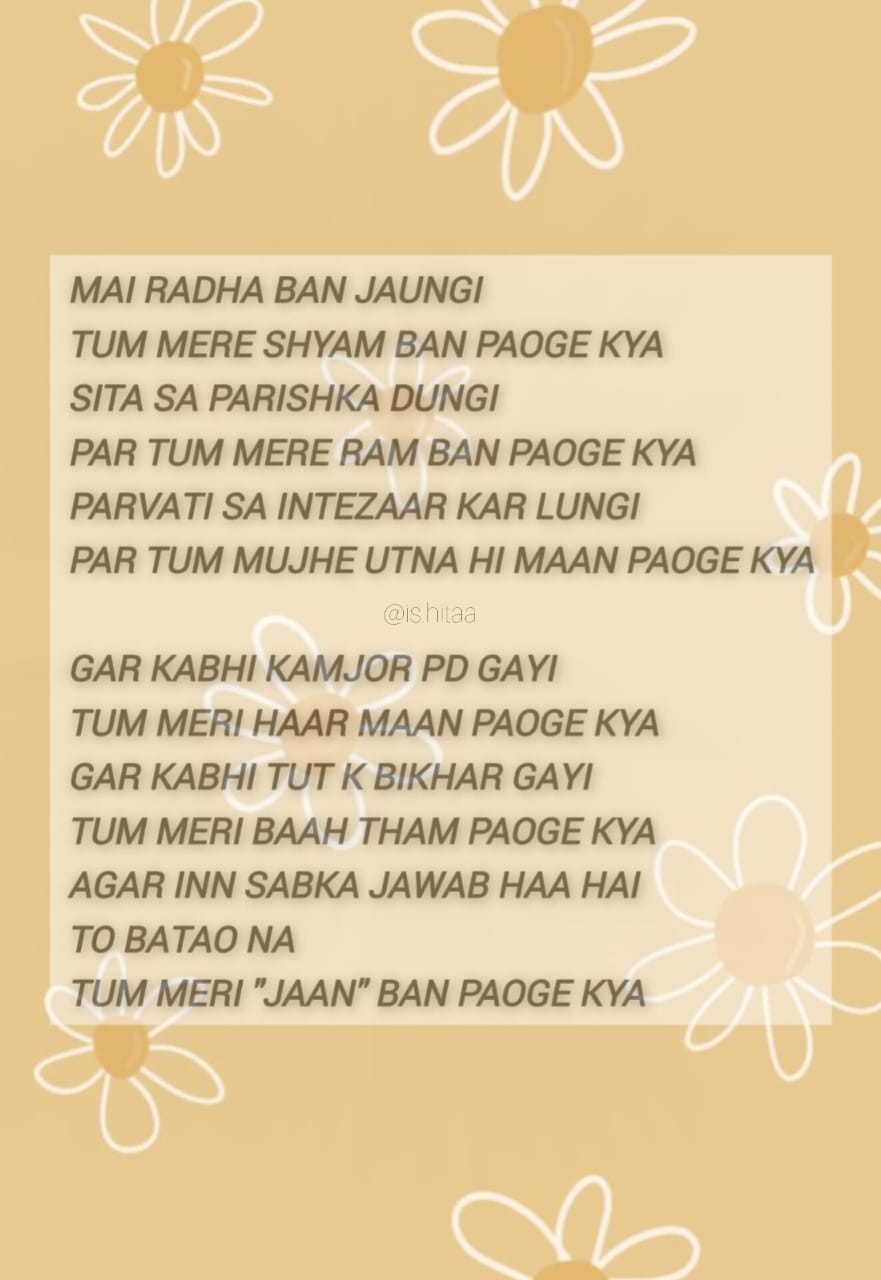 MAI RADHA BAN JAUNGI
TUM MERE SHYAM BAN PAOGE KYA
SITA SA PARISHKA DUNGI
PAR TUM MERE RAM BAN PAOGE KYA
PARVATI SA INTEZAAR KAR LUNGI
PAR TUM MUJHE UTNA HI MAAN PAOGE KYA
@is.hitaa
GAR KABHI KAMJOR PD GAYI
TUM MERI HAAR MAAN PAOGE KYA
GAR KABHI TUT K BIKHAR GAYI
TUM MERI BAAH THAM PAOGE KYA
AGAR INN SABKA JAWAB HAA HAI
TO BATAO NA
TUM MERI "JAAN" BAN PAOGE KYA